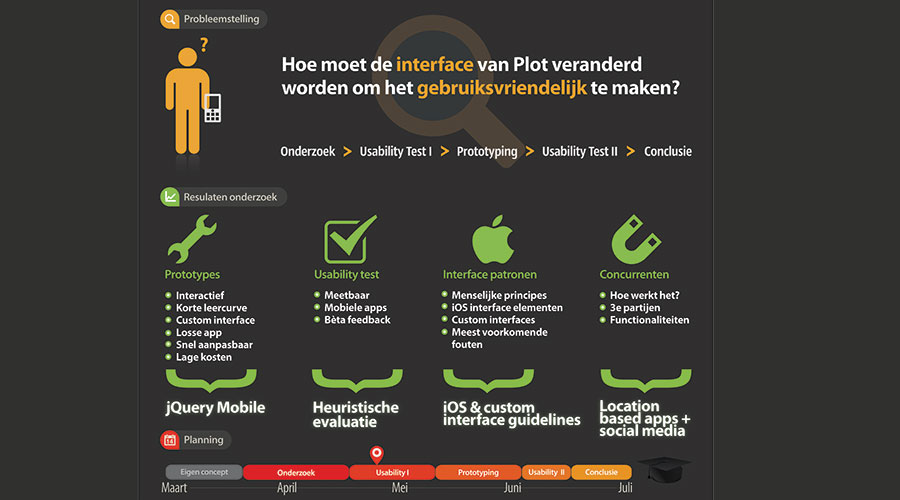 Probleemstelling
?
Hoe moet de interface van Plot veranderd
worden om het gebruiksvriendelijk te maken?
Onderzoek > Usability Test I > Prototyping > Usability Test II > Conclusie
Resulaten onderzoek
Prototypes
Interactief
Korte leercurve
Custom interface
Losse app
Snel aanpasbaar
Lage kosten
jQuery Mobile
Usability test
Meetbaar
Mobiele apps
Bèta feedback
Heuristische
evaluatie
Interface patronen
Menselijke principes
iOS interface elementen
Custom interfaces
Meest voorkomende
fouten
iOS & custom
interface guidelines
Concurrenten
Hoe werkt het?
3e partijen
Functionaliteiten
Location
based apps +
social media
Planning
Eigen concept Onderzoek Usability I Prototyping Usability II Conclusie
Maart April Mei Juni Juli